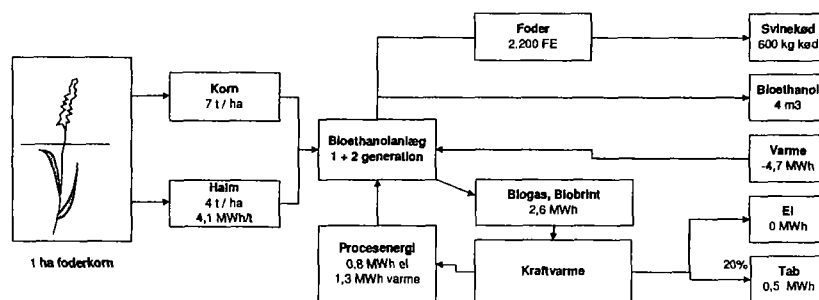 Foder
2.200 FE
Svinekød
600 kg kød
Korn
7 t / ha
Bioethanol
4 m3
Bioethanolanlæg
1 + 2 generation
Varme
-4,7 MWh
Halm
4 t / ha
4,1 MWh/t
Biogas, Biobrint
2,6 MWh
El
0 MWh
Procesenergi
0,8 MWh el
1,3 MWh varme
Kraftvarme
20%
Tab
0,5 MWh
1 ha foderkorn